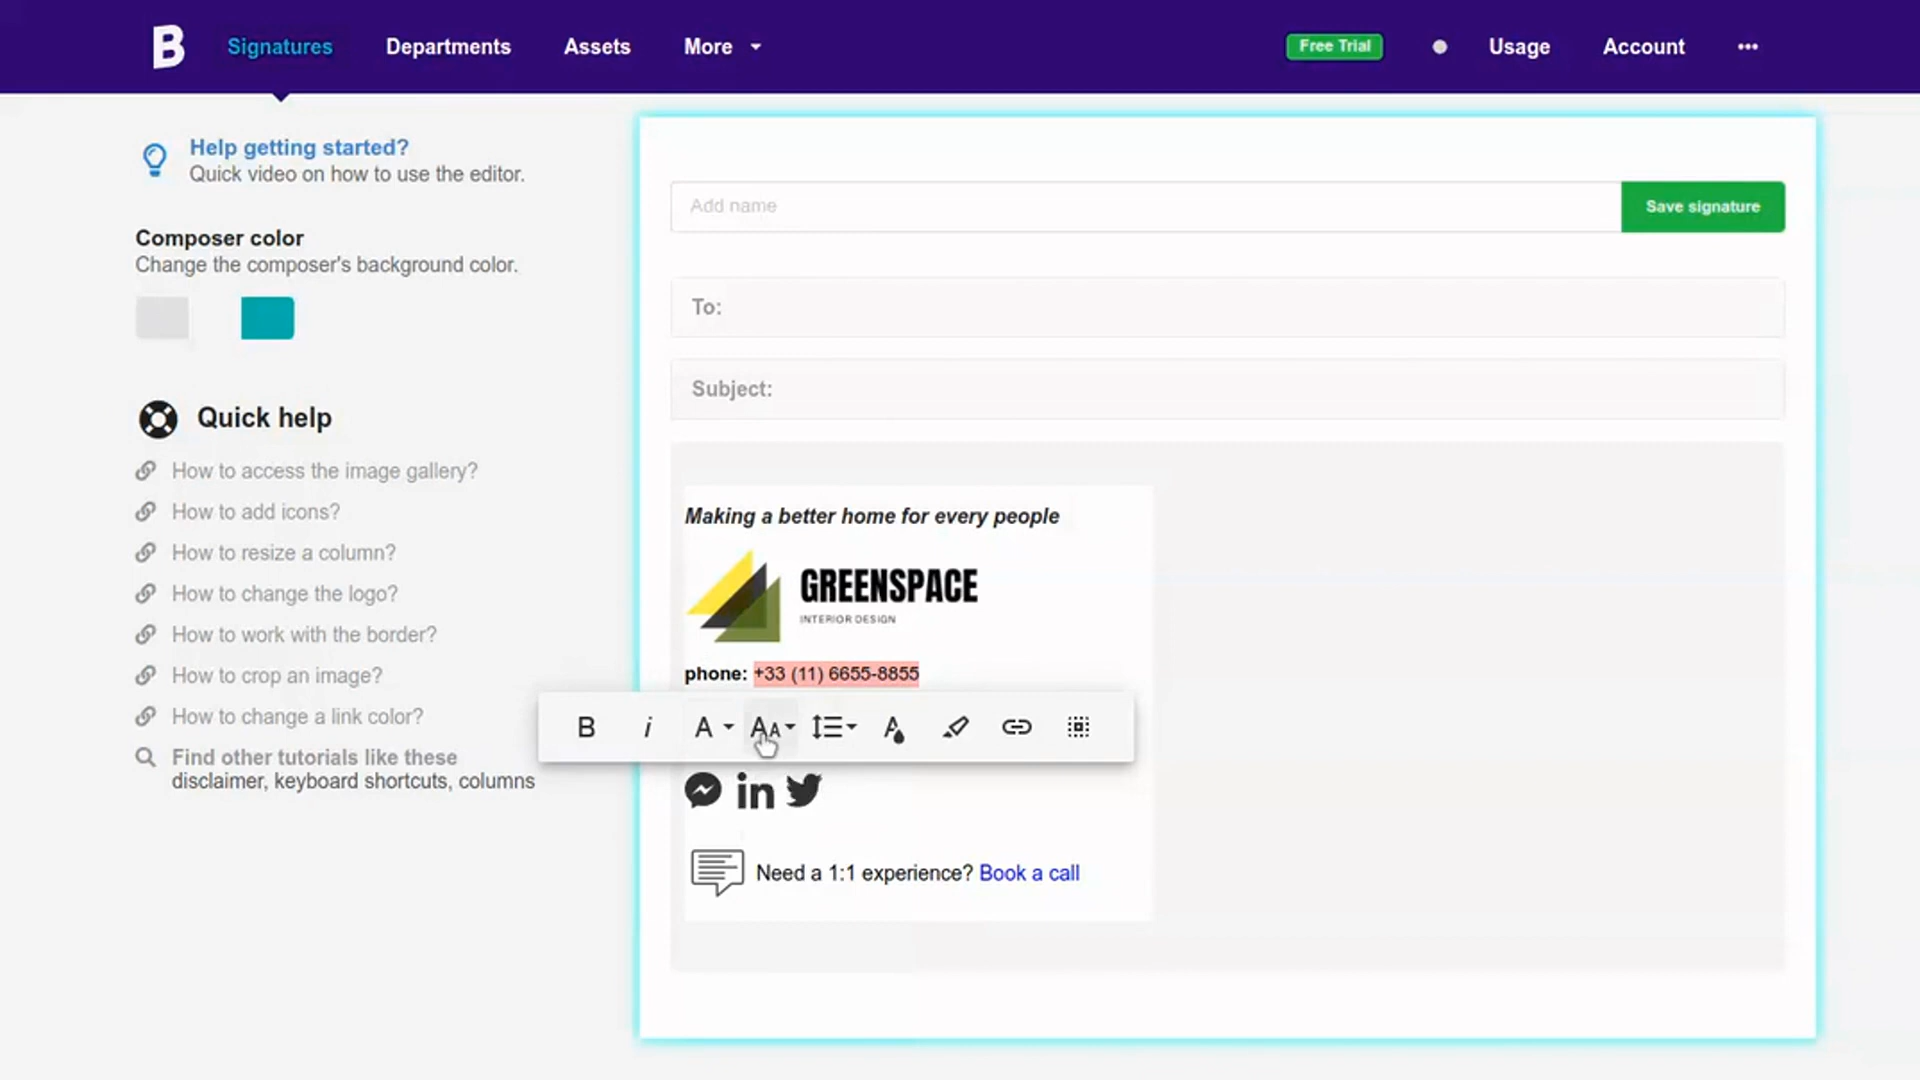 B Signatures Departments Assets More Free Trial Usage Account ...
Help getting started?
Quick video on how to use the editor.
Composer color
Change the composer's background color.
Quick help
How to access the image gallery?
How to add icons?
How to resize a column?
How to change the logo?
How to work with the border?
How to crop an image?
How to change a link color?
Find other tutorials like these
disclaimer, keyboard shortcuts, columns
Add name
Save signature
To:
Subject:
Making a better home for every people
GREENSPACE
INTERIOR DESIGN
phone: +33 (11) 6655-8855
B i A AA A
in
Need a 1:1 experience? Book a call